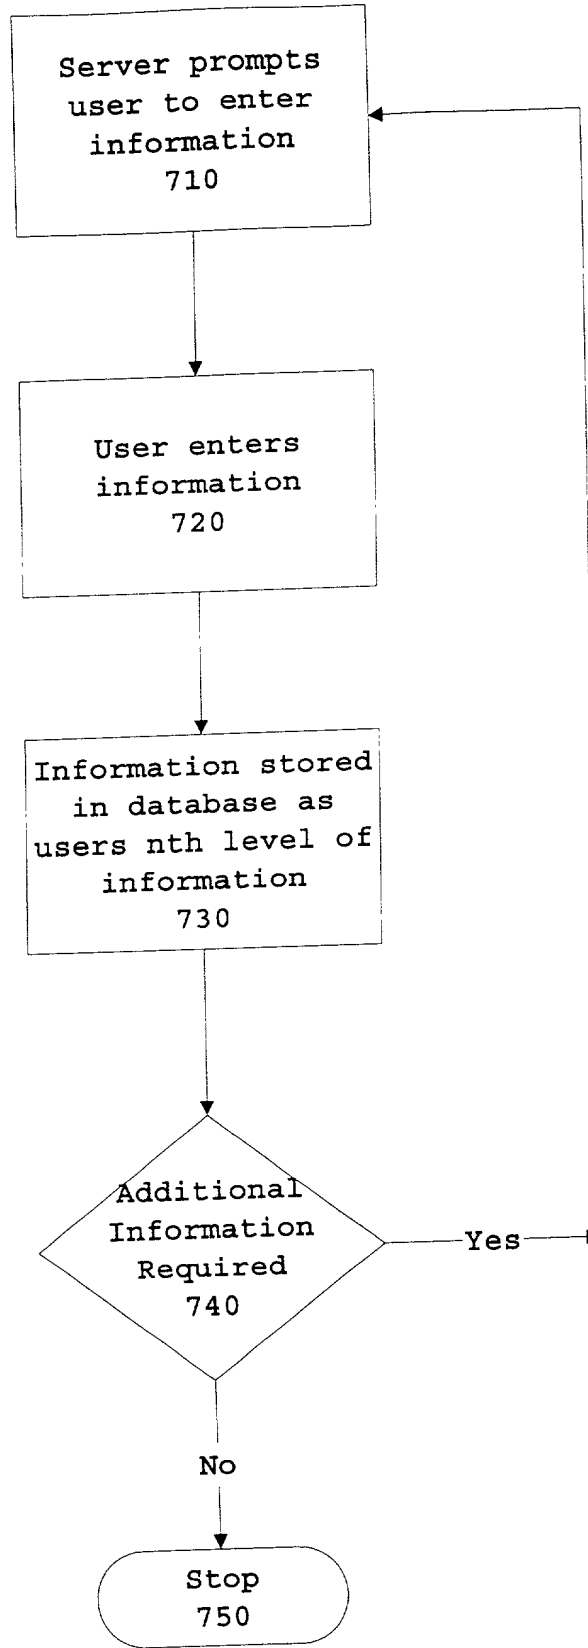 Server prompts
user to enter
information
710
User enters
information
720
Information stored
in database as
users nth level of
information
730
Additional
Information
Required
740
Yes
No
Stop
750